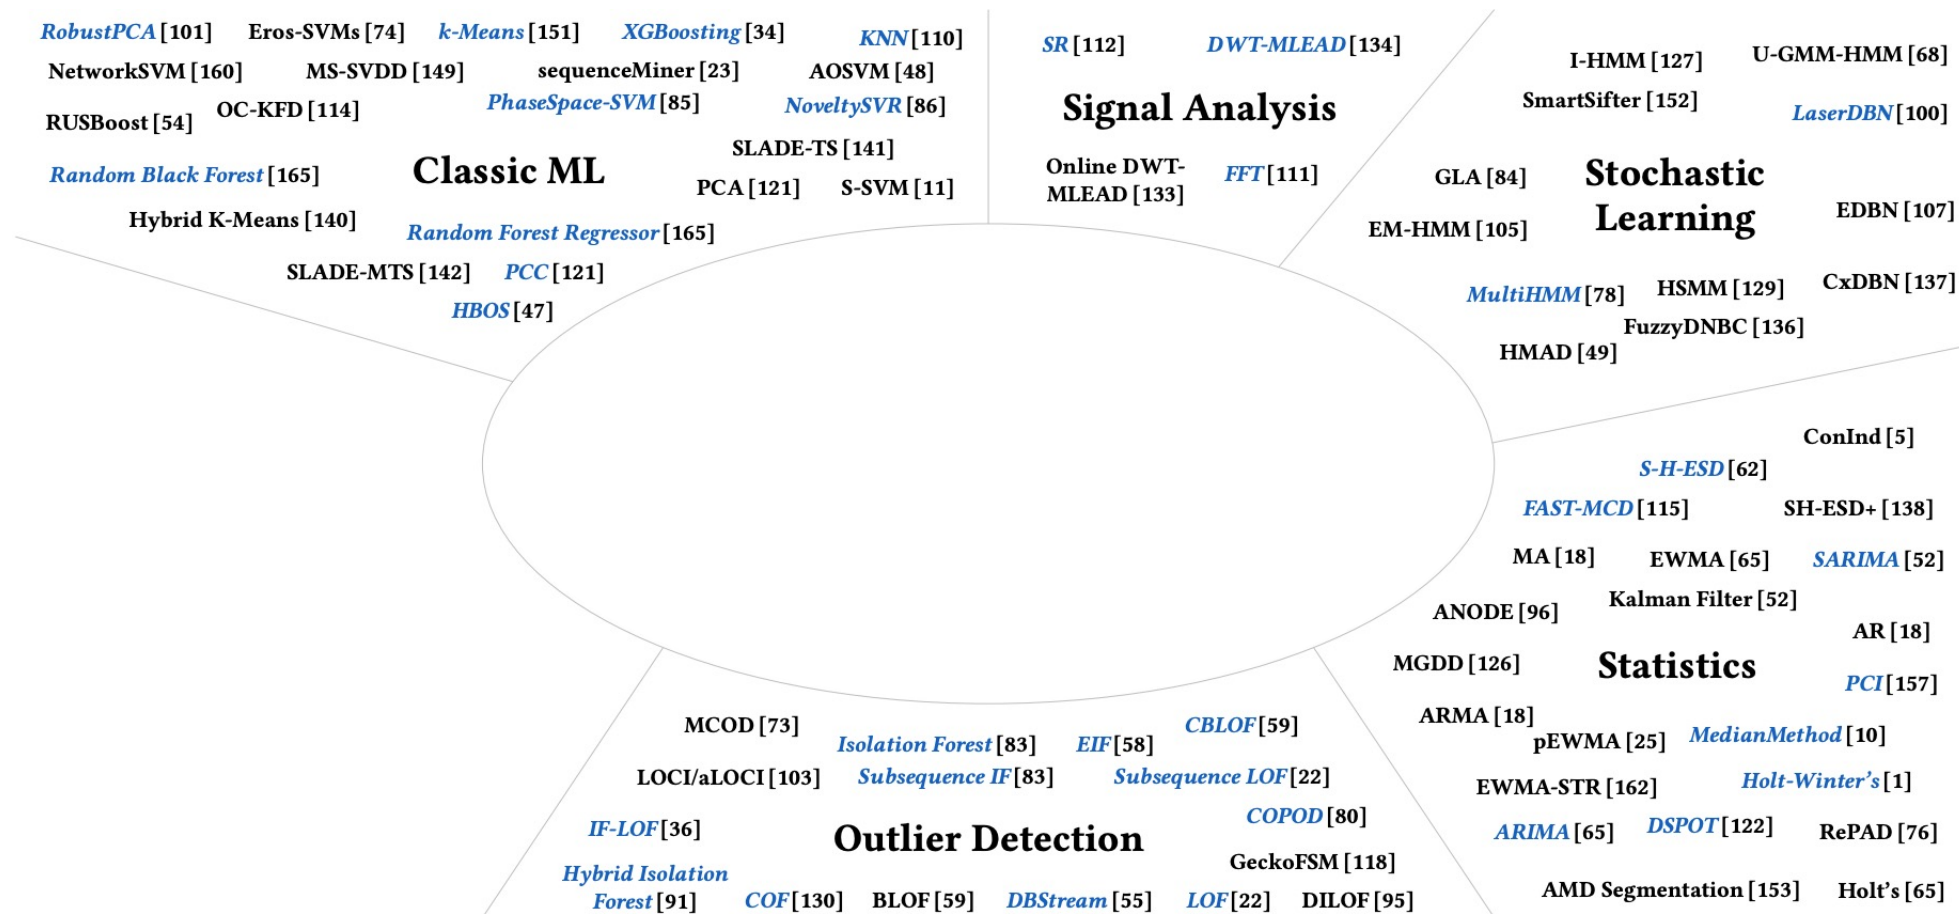 RobustPCA [101] Eros-SVMs [74] k-Means [151] XGBoosting [34] KNN [110]
NetworkSVM [160] MS-SVDD [149] sequenceMiner [23] AOSVM [48]
RUSBoost [54] OC-KFD [114] PhaseSpace-SVM [85] NoveltySVR [86]
SLADE-TS [141]
Random Black Forest [165] Classic ML PCA [121] S-SVM [11]
Hybrid K-Means [140] Random Forest Regressor [165]
SLADE-MTS [142] PCC [121]
HBOS [47]
SR [112] DWT-MLEAD [134]
Signal Analysis
Online DWT-
MLEAD [133] FFT [111]
I-HMM [127] U-GMM-HMM [68]
SmartSifter [152] LaserDBN [100]
GLA [84] Stochastic
Learning EDBN [107]
EM-HMM [105]
MultiHMM [78] HSMM [129] CxDBN [137]
FuzzyDNBC [136]
HMAD [49]
ConInd [5]
S-H-ESD [62]
FAST-MCD [115] SH-ESD+ [138]
MA [18] EWMA [65] SARIMA [52]
ANODE [96] Kalman Filter [52]
AR [18]
MGDD [126] Statistics PCI [157]
ARMA [18]
pEWMA [25] MedianMethod [10]
EWMA-STR [162] Holt-Winter’s [1]
ARIMA [65] DSPOT [122] RePAD [76]
AMD Segmentation [153] Holt’s [65]
MCOD [73] Isolation Forest [83] EIF [58] CBLOF [59]
LOCI/aLOCI [103] Subsequence IF [83] Subsequence LOF [22]
IF-LOF [36] Outlier Detection COPOD [80]
GeckoFSM [118]
Hybrid Isolation
Forest [91] COF [130] BLOF [59] DBStream [55] LOF [22] DILOF [95]